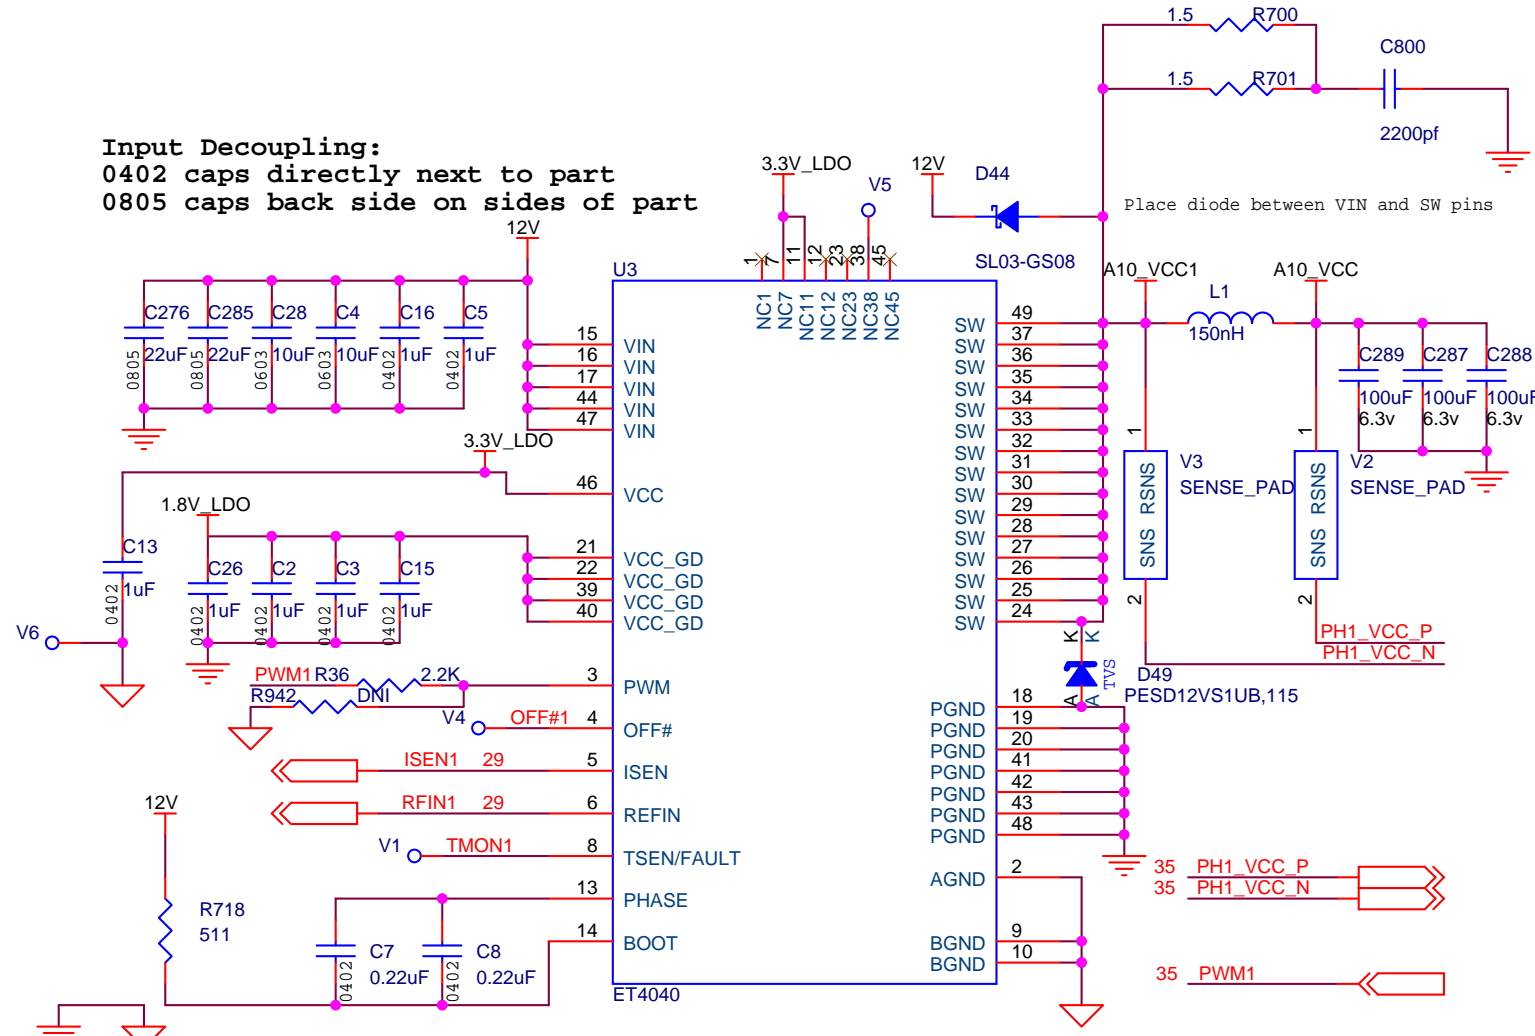 1.5 R700
C800
1.5 R701
2200pf
Input Decoupling:
0402 caps directly next to part
0805 caps back side on sides of part
3.3V_LDO
V5
12V
D44
SL03-GS08
Place diode between VIN and SW pins
12V
U3
1 7 11 12 23 38 45
NC1 NC7 NC11 NC12 NC23 NC38 NC45
A10_VCC1
A10_VCC
L1
150nH
C276 C285 C28 C4 C16 C5
22uF 22uF 10uF 10uF 1uF 1uF
0805 0805 0603 0603 0402 0402
15 VIN
16 VIN
17 VIN
44 VIN
47 VIN
SW 49
SW 37
SW 36
SW 35
SW 34
SW 33
SW 32
SW 31
SW 30
SW 29
SW 28
SW 27
SW 26
SW 25
SW 24
C289 C287 C288
100uF 100uF 100uF
6.3v 6.3v 6.3v
1
V3
SENSE_PAD
SNS RSNS
2
1
V2
SENSE_PAD
SNS RSNS
2
PH1_VCC_P
PH1_VCC_N
3.3V_LDO
46 VCC
1.8V_LDO
C13
1uF
0402
V6
C26 C2 C3 C15
1uF 1uF 1uF 1uF
0402 0402 0402 0402
21 VCC_GD
22 VCC_GD
39 VCC_GD
40 VCC_GD
K K
TVS
A A
D49
PESD12VS1UB,115
PWM1 R36 2.2K
3 PWM
R942 DNI
V4 OFF#1 4 OFF#
ISEN1 29 5 ISEN
RFIN1 29 6 REFIN
V1 TMON1 8 TSEN/FAULT
13 PHASE
14 BOOT
PGND 18
PGND 19
PGND 20
PGND 41
PGND 42
PGND 43
PGND 48
AGND 2
BGND 9
BGND 10
12V
R718
511
C7
0.22uF
0402
C8
0.22uF
0402
ET4040
35 PH1_VCC_P
35 PH1_VCC_N
35 PWM1